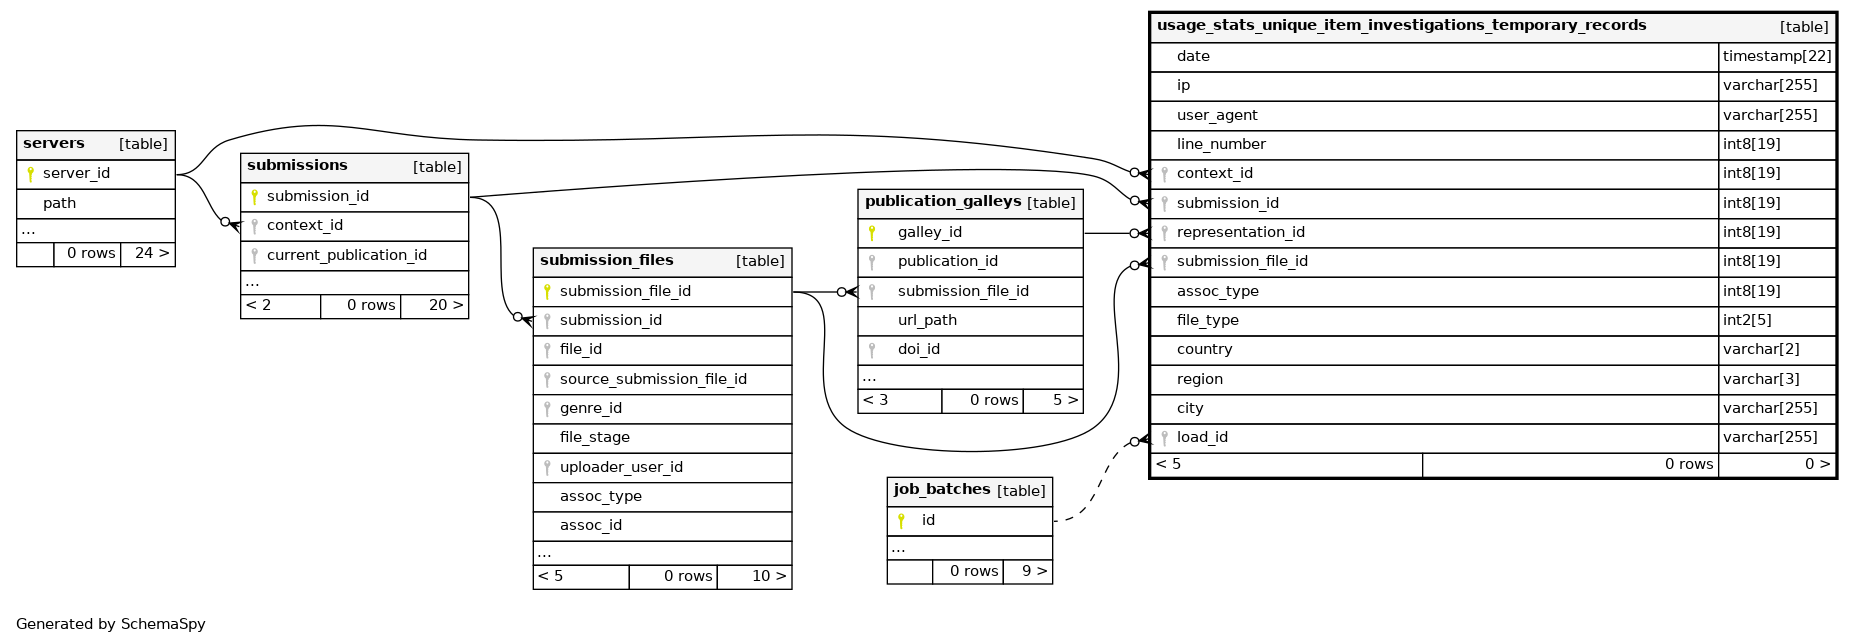 servers [table]
server_id
path
...
0 rows 24 >
submissions [table]
submission_id
context_id
current_publication_id
...
< 2 0 rows 20 >
submission_files [table]
submission_file_id
submission_id
file_id
source_submission_file_id
genre_id
file_stage
uploader_user_id
assoc_type
assoc_id
...
< 5 0 rows 10 >
publication_galleys [table]
galley_id
publication_id
submission_file_id
url_path
doi_id
...
< 3 0 rows 5 >
job_batches [table]
id
...
0 rows 9 >
usage_stats_unique_item_investigations_temporary_records [table]
date timestamp[22]
ip varchar[255]
user_agent varchar[255]
line_number int8[19]
context_id int8[19]
submission_id int8[19]
representation_id int8[19]
submission_file_id int8[19]
assoc_type int8[19]
file_type int2[5]
country varchar[2]
region varchar[3]
city varchar[255]
load_id varchar[255]
< 5 0 rows 0 >
Generated by SchemaSpy